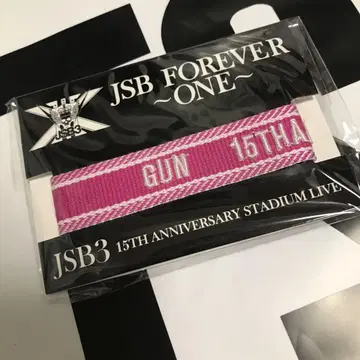 JSB FOREVER
~ONE~
GUN 15THA
JSB3 15TH ANNIVERSARY STADIUM LIVE